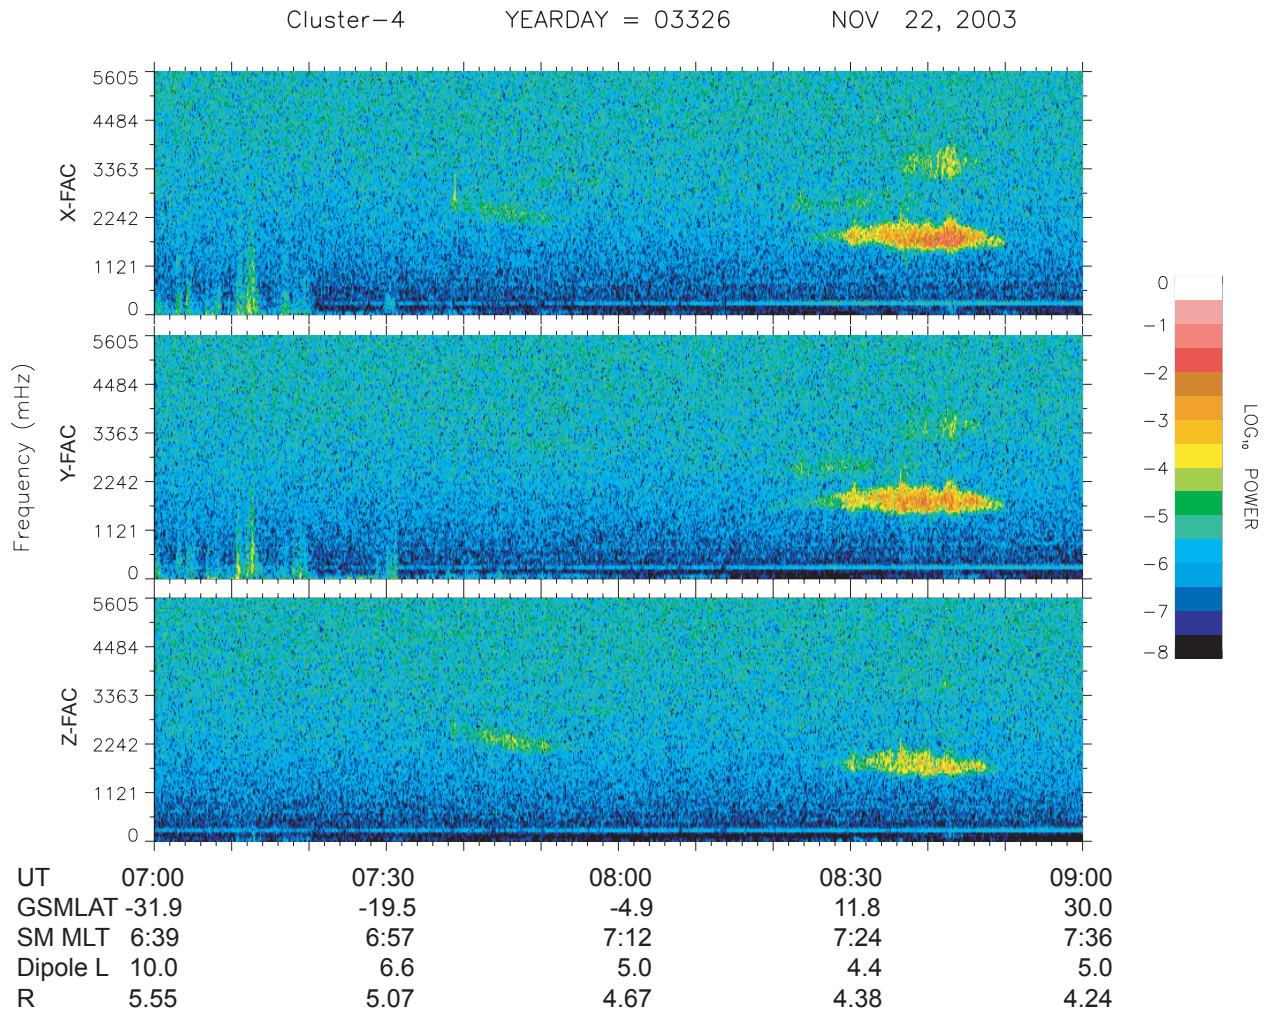 Cluster-4 YEARDAY = 03326 NOV 22, 2003
5605
4484
3363
2242
1121
0
X-FAC
5605
4484
3363
2242
1121
0
Y-FAC
Frequency (mHz)
5605
4484
3363
2242
1121
0
Z-FAC
0
-1
-2
-3
-4
-5
-6
-7
-8
LOG₁₀ POWER
UT 07:00 07:30 08:00 08:30 09:00
GSMLAT -31.9 -19.5 -4.9 11.8 30.0
SM MLT 6:39 6:57 7:12 7:24 7:36
Dipole L 10.0 6.6 5.0 4.4 5.0
R 5.55 5.07 4.67 4.38 4.24